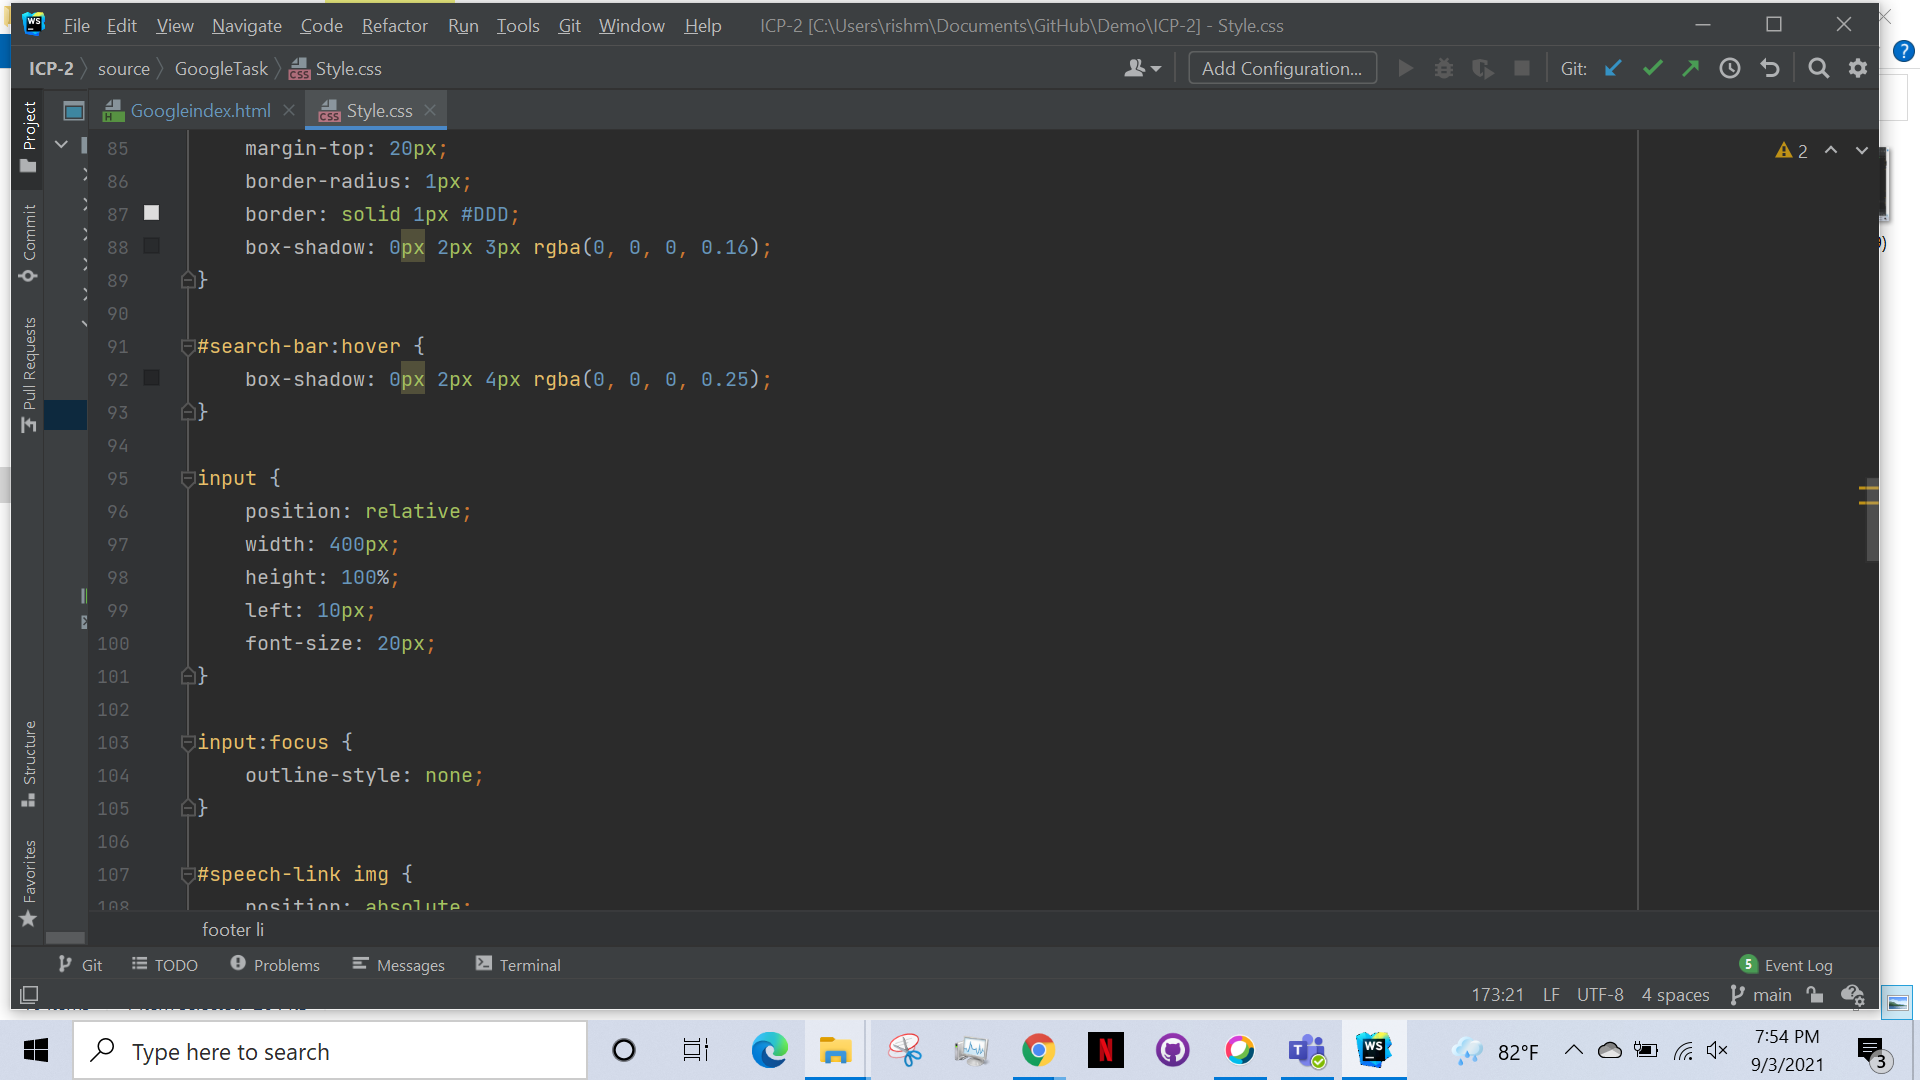 File Edit View Navigate Code Refactor Run Tools Git Window Help ICP-2 [C:\Users\rishm\Documents\GitHub\Demo\ICP-2] - Style.css
ICP-2 source GoogleTask Style.css Add Configuration... Git:
Googleindex.html Style.css
Project
Commit
Pull Requests
Structure
Favorites
2
85 margin-top: 20px;
86 border-radius: 1px;
87 border: solid 1px #DDD;
88 box-shadow: 0px 2px 3px rgba(0, 0, 0, 0.16);
89 }
90
91 #search-bar:hover {
92 box-shadow: 0px 2px 4px rgba(0, 0, 0, 0.25);
93 }
94
95 input {
96 position: relative;
97 width: 400px;
98 height: 100%;
99 left: 10px;
100 font-size: 20px;
101 }
102
103 input:focus {
104 outline-style: none;
105 }
106
107 #speech-link img {
108 position: absolute;
footer li
Git TODO Problems Messages Terminal 5 Event Log
173:21 LF UTF-8 4 spaces main
Type here to search
82°F
7:54 PM
9/3/2021
3